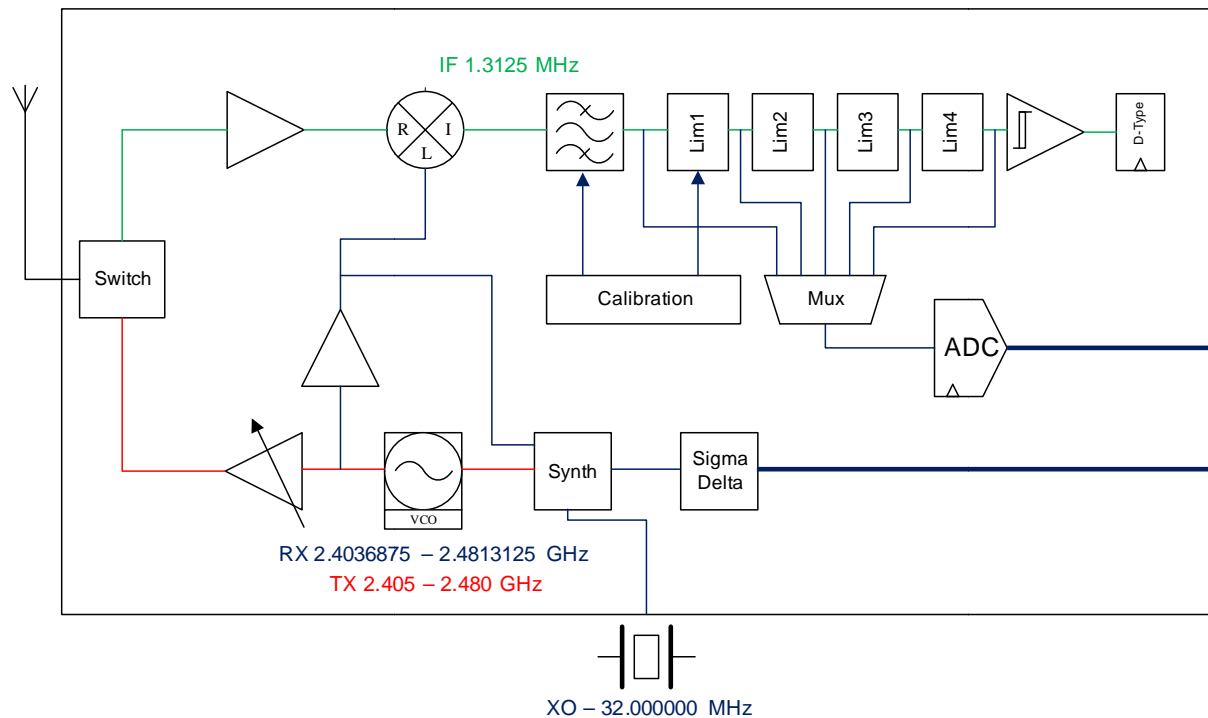 IF 1.3125 MHz
R
I
L
Lim1
Lim2
Lim3
Lim4
D-Type
Switch
Calibration
Mux
ADC
VCO
Synth
Sigma
Delta
RX 2.4036875 – 2.4813125 GHz
TX 2.405 – 2.480 GHz
XO – 32.000000 MHz